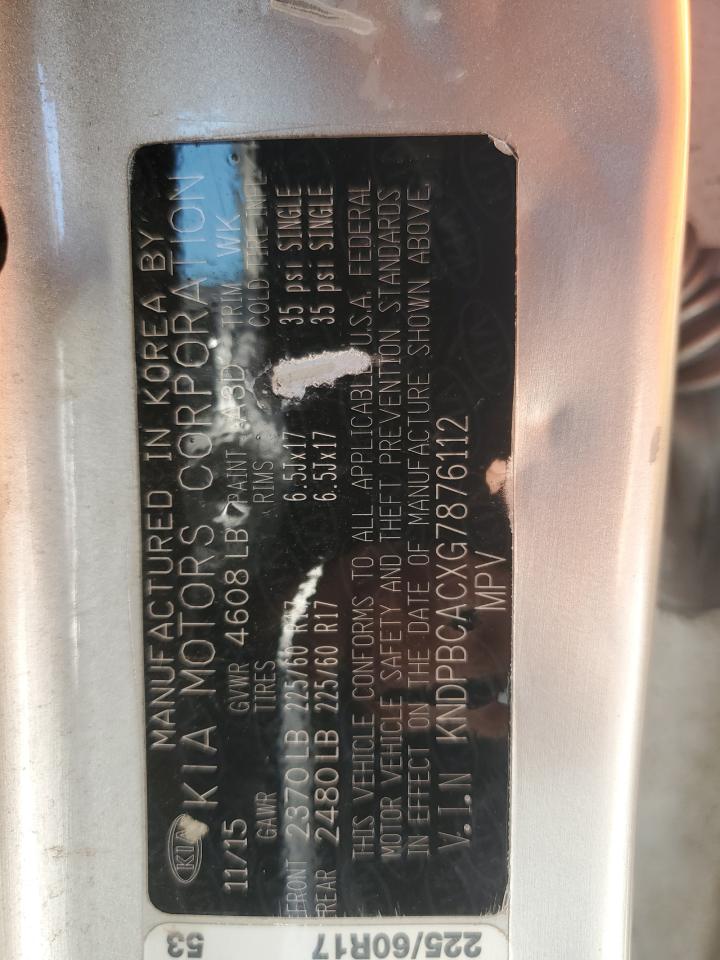 MANUFACTURED IN KOREA BY
KIA KIA MOTORS CORPORATION
11/15 GVWR 4608 LB PAINT A3D TRIM WK
GAWR TIRES RIMS COLD TIRE INFL
FRONT 2370 LB 225/60 R17 6.5Jx17 35 psi SINGLE
REAR 2480 LB 225/60 R17 6.5Jx17 35 psi SINGLE
THIS VEHICLE CONFORMS TO ALL APPLICABLE U.S.A. FEDERAL
MOTOR VEHICLE SAFETY AND THEFT PREVENTION STANDARDS
IN EFFECT ON THE DATE OF MANUFACTURE SHOWN ABOVE.
V.I.N KNDPBCACXG7876112
MPV
225/60R17 53